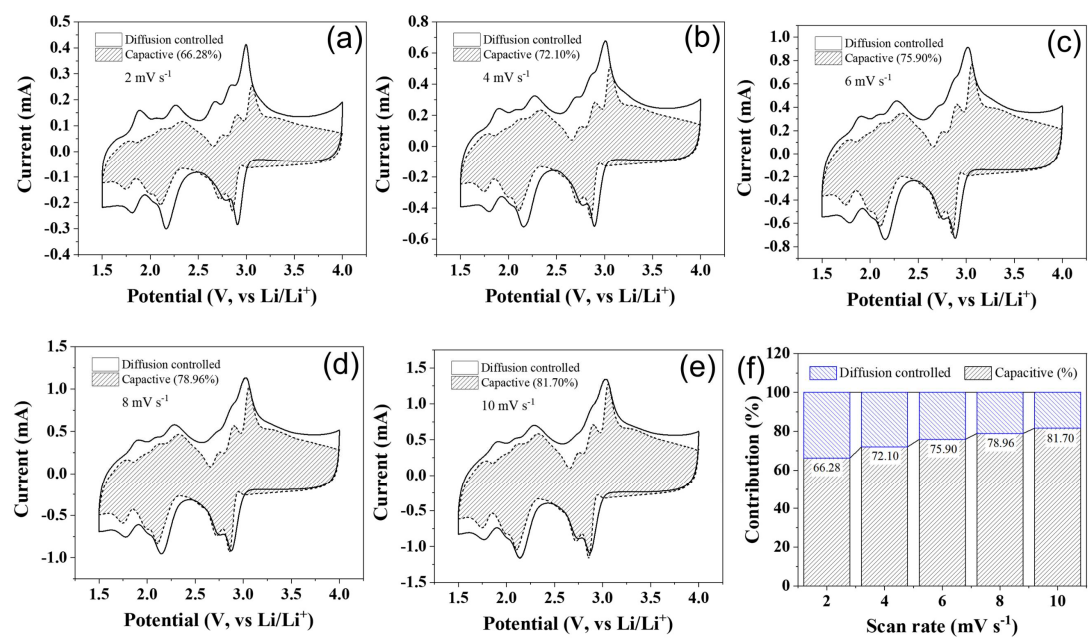 (a)
Diffusion controlled
Capactive (66.28%)
2 mV s⁻¹
0.5
0.4
0.3
0.2
0.1
0.0
-0.1
-0.2
-0.3
-0.4
Current (mA)
1.5 2.0 2.5 3.0 3.5 4.0
Potential (V, vs Li/Li⁺)
(b)
Diffusion controlled
Capactive (72.10%)
4 mV s⁻¹
0.8
0.6
0.4
0.2
0.0
-0.2
-0.4
-0.6
Current (mA)
1.5 2.0 2.5 3.0 3.5 4.0
Potential (V, vs Li/Li⁺)
(c)
Diffusion controlled
Capactive (75.90%)
6 mV s⁻¹
1.0
0.8
0.6
0.4
0.2
0.0
-0.2
-0.4
-0.6
-0.8
Current (mA)
1.5 2.0 2.5 3.0 3.5 4.0
Potential (V, vs Li/Li⁺)
(d)
Diffusion controlled
Capactive (78.96%)
8 mV s⁻¹
1.5
1.0
0.5
0.0
-0.5
-1.0
Current (mA)
1.5 2.0 2.5 3.0 3.5 4.0
Potential (V, vs Li/Li⁺)
(e)
Diffusion controlled
Capactive (81.70%)
10 mV s⁻¹
1.5
1.0
0.5
0.0
-0.5
-1.0
-1.5
Current (mA)
1.5 2.0 2.5 3.0 3.5 4.0
Potential (V, vs Li/Li⁺)
(f)
Diffusion controlled Capacitive (%)
120
100
80
60
40
20
0
Contribution (%)
66.28 72.10 75.90 78.96 81.70
2 4 6 8 10
Scan rate (mV s⁻¹)